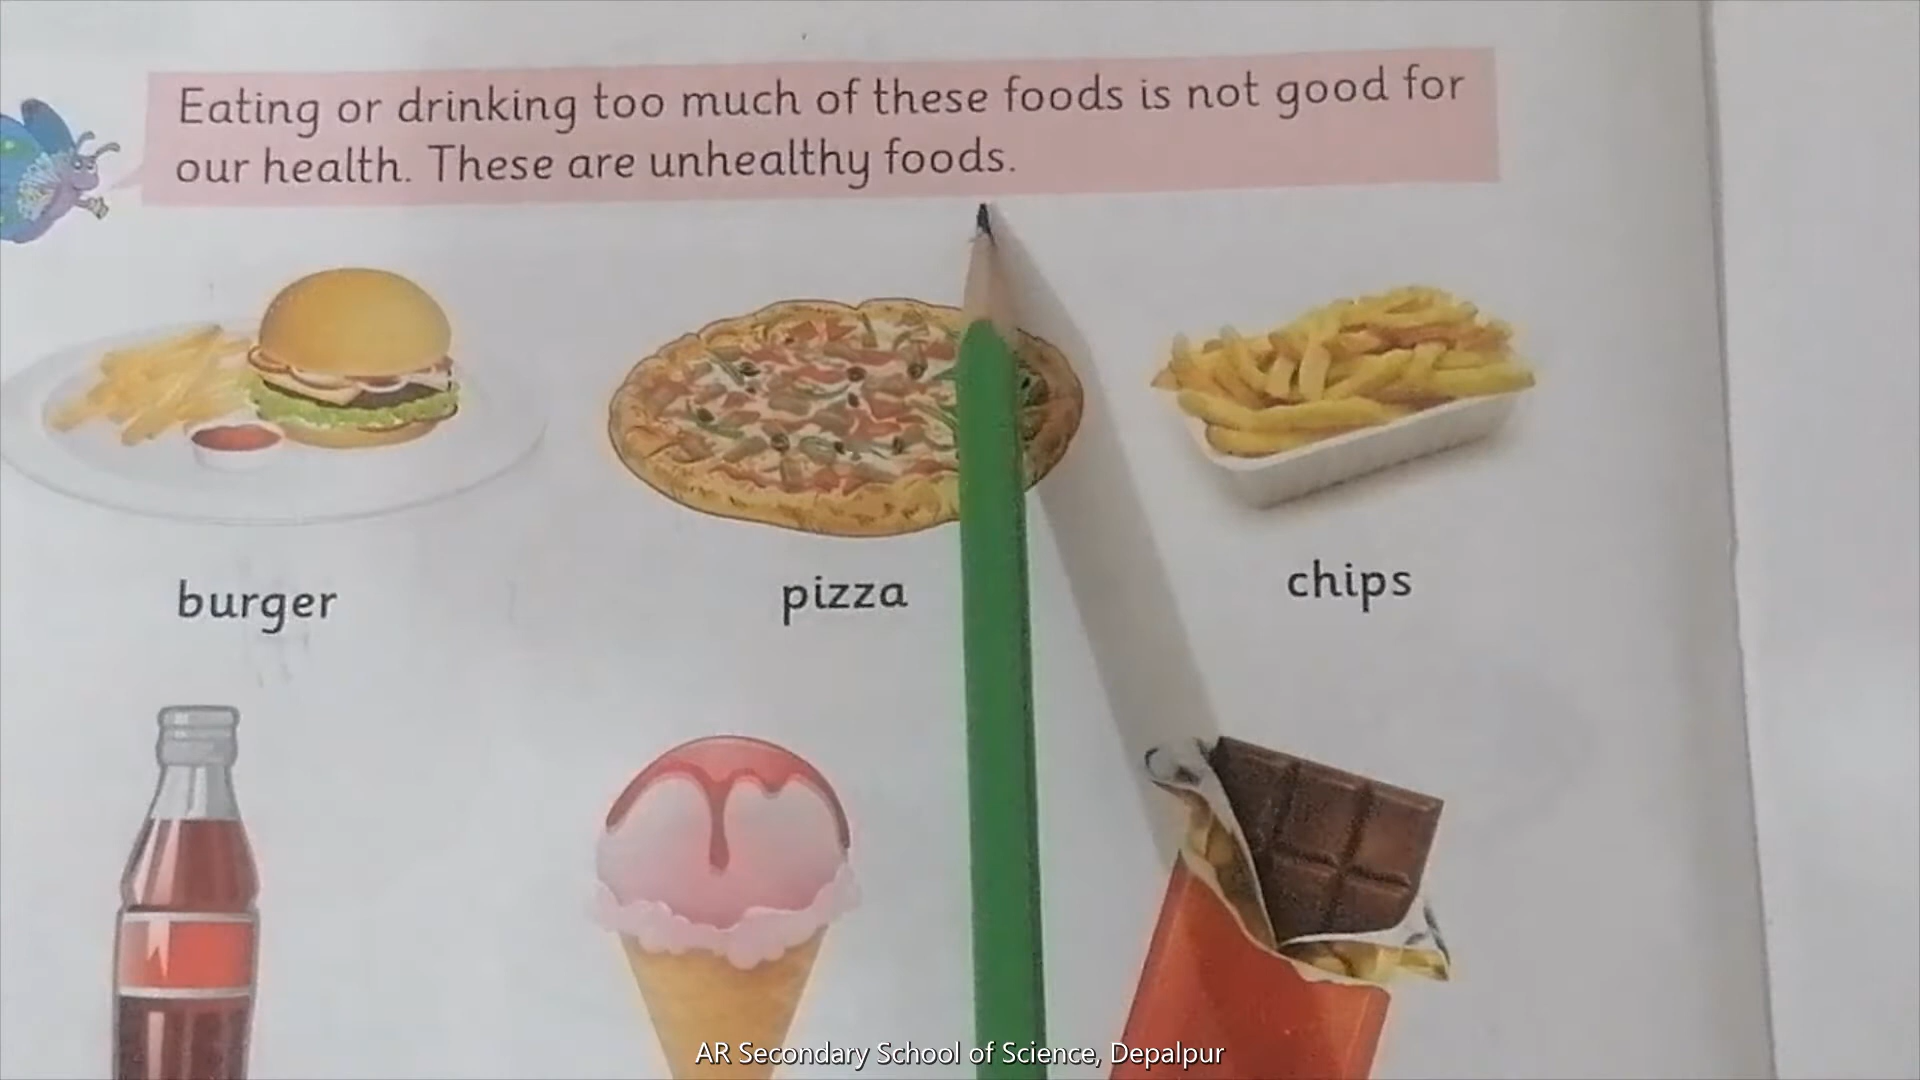 Eating or drinking too much of these foods is not good for
our health. These are unhealthy foods.
burger
pizza
chips
AR Secondary School of Science, Depalpur